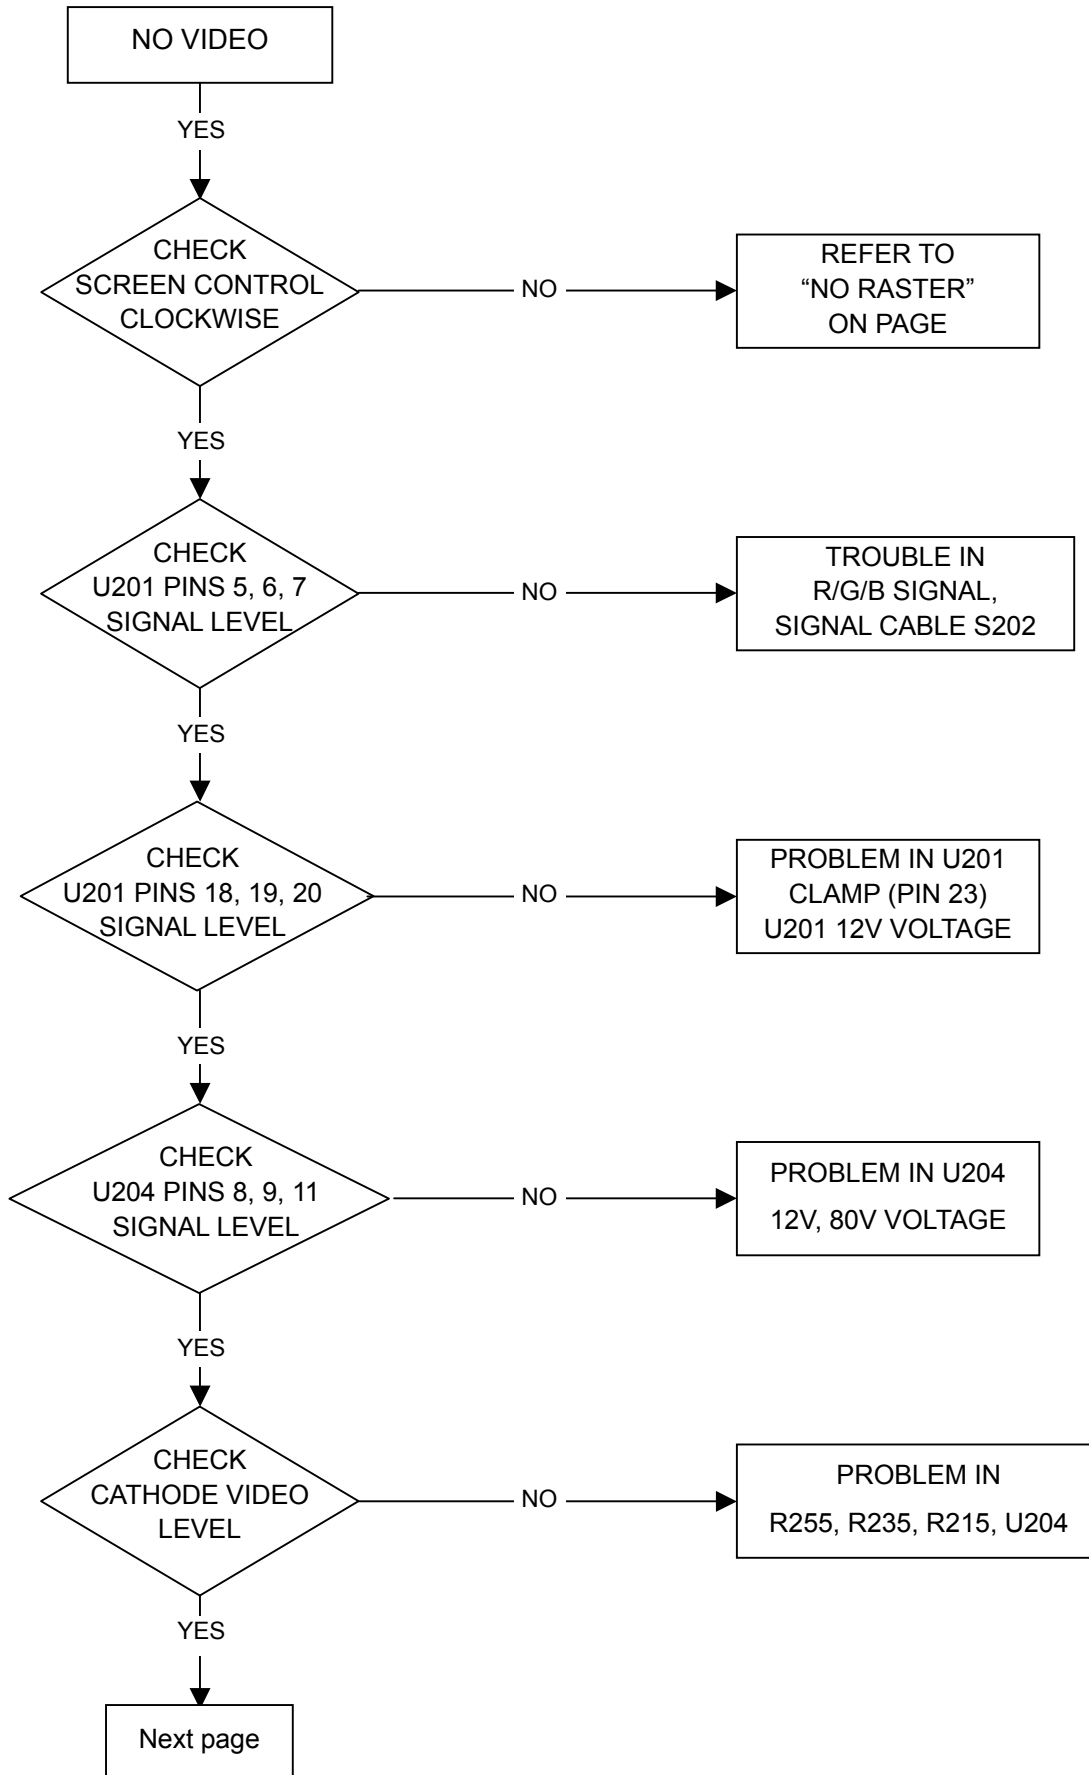 NO VIDEO
YES
CHECK
SCREEN CONTROL
CLOCKWISE
NO
REFER TO
“NO RASTER”
ON PAGE
YES
CHECK
U201 PINS 5, 6, 7
SIGNAL LEVEL
NO
TROUBLE IN
R/G/B SIGNAL,
SIGNAL CABLE S202
YES
CHECK
U201 PINS 18, 19, 20
SIGNAL LEVEL
NO
PROBLEM IN U201
CLAMP (PIN 23)
U201 12V VOLTAGE
YES
CHECK
U204 PINS 8, 9, 11
SIGNAL LEVEL
NO
PROBLEM IN U204
12V, 80V VOLTAGE
YES
CHECK
CATHODE VIDEO
LEVEL
NO
PROBLEM IN
R255, R235, R215, U204
YES
Next page